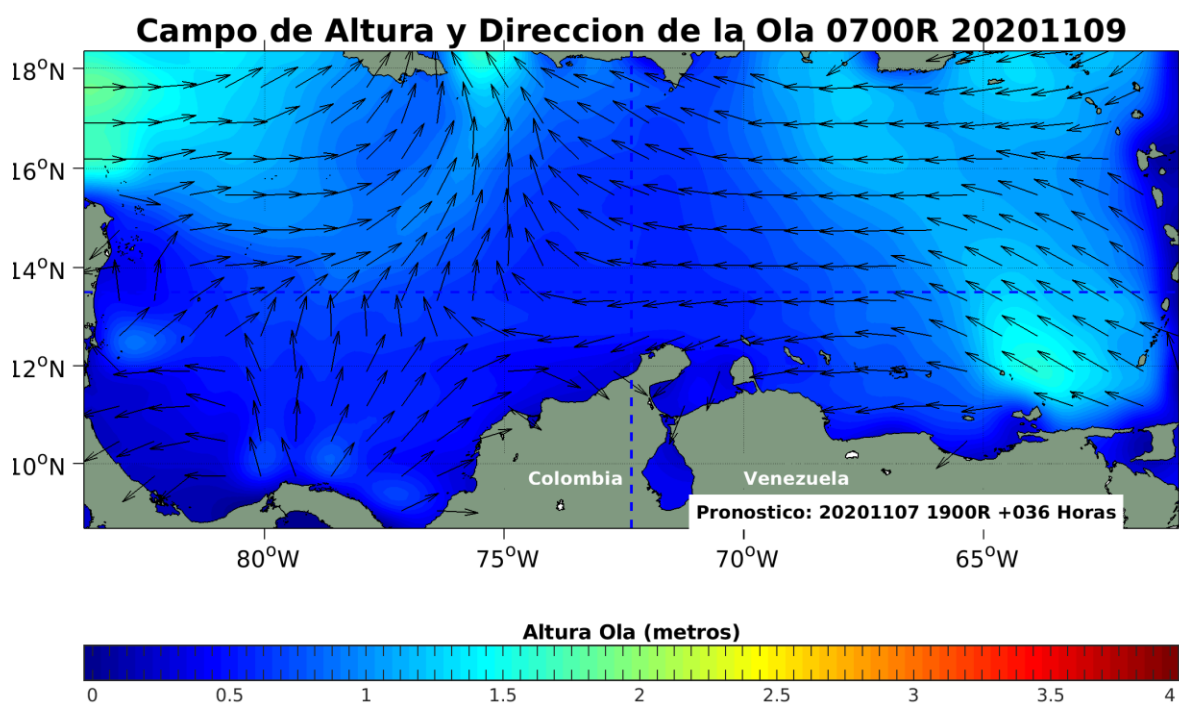 Campo de Altura y Direccion de la Ola 0700R 20201109
18°N
16°N
14°N
12°N
10°N
Colombia
Venezuela
Pronostico: 20201107 1900R +036 Horas
80°W 75°W 70°W 65°W
Altura Ola (metros)
0 0.5 1 1.5 2 2.5 3 3.5 4